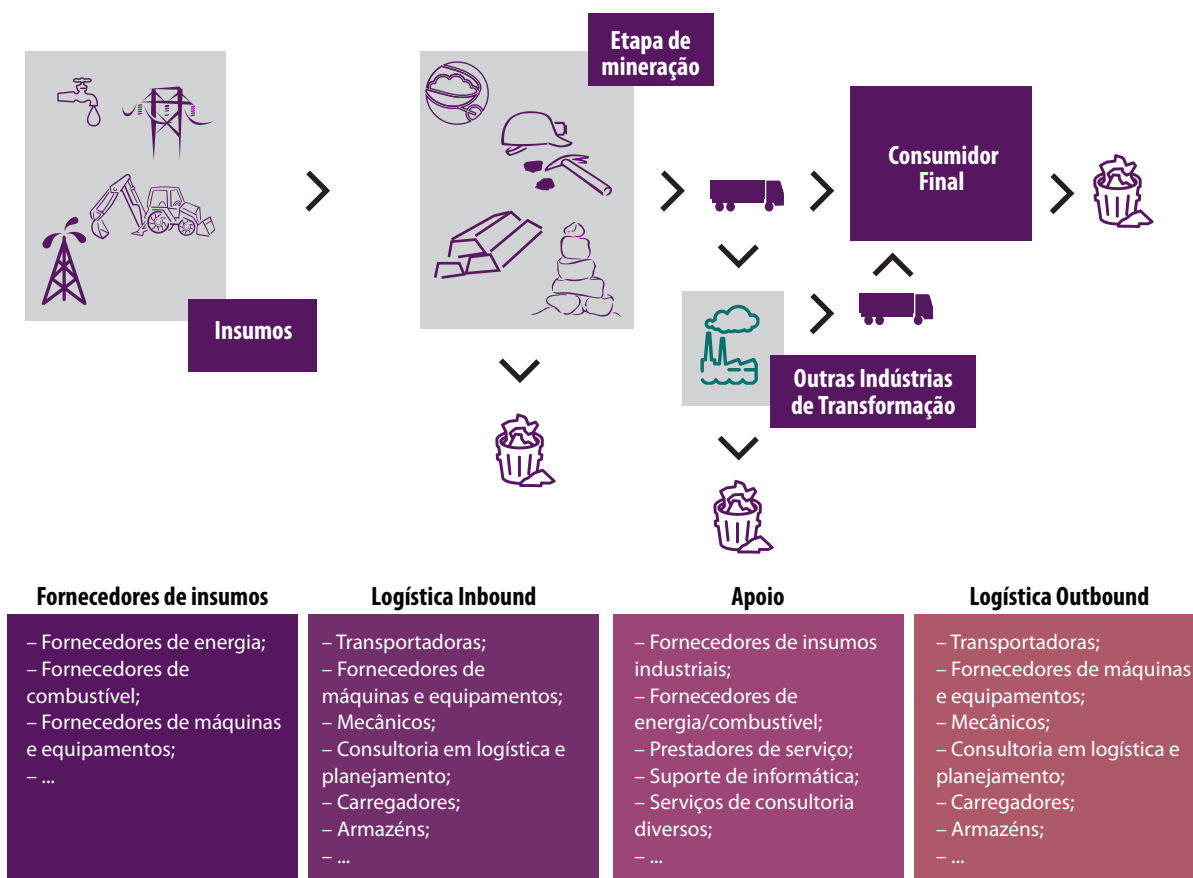 Etapa de
mineração
Consumidor
Final
Insumos
Outras Indústrias
de Transformação
Fornecedores de insumos
– Fornecedores de energia;
– Fornecedores de
combustível;
– Fornecedores de máquinas
e equipamentos;
– ...
Logística Inbound
– Transportadoras;
– Fornecedores de
máquinas e equipamentos;
– Mecânicos;
– Consultoria em logística e
planejamento;
– Carregadores;
– Armazéns;
– ...
Apoio
– Fornecedores de insumos
industriais;
– Fornecedores de
energia/combustível;
– Prestadores de serviço;
– Suporte de informática;
– Serviços de consultoria
diversos;
– ...
Logística Outbound
– Transportadoras;
– Fornecedores de máquinas
e equipamentos;
– Mecânicos;
– Consultoria em logística e
planejamento;
– Carregadores;
– Armazéns;
– ...